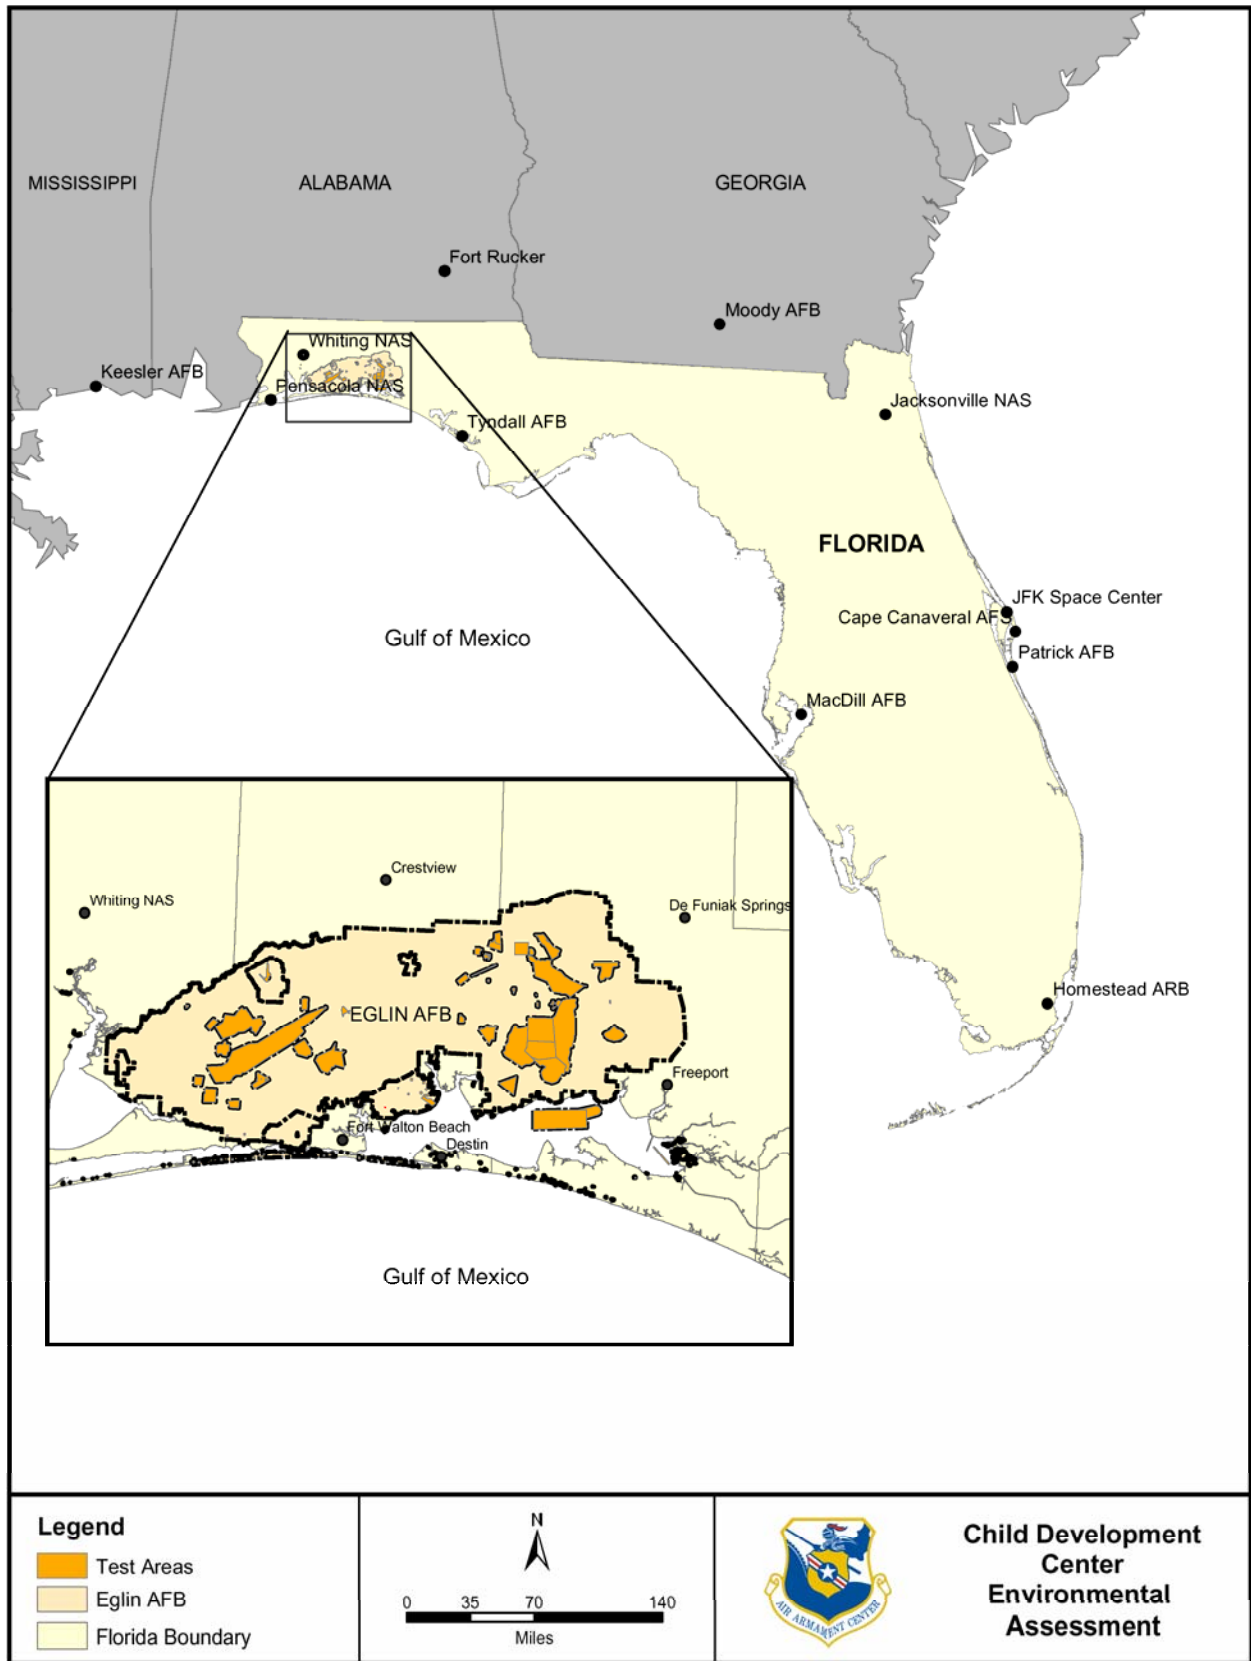 MISSISSIPPI
ALABAMA
GEORGIA
Fort Rucker
Moody AFB
Whiting NAS
Keesler AFB
Pensacola NAS
Jacksonville NAS
Tyndall AFB
FLORIDA
JFK Space Center
Cape Canaveral AFS
Gulf of Mexico
Patrick AFB
MacDill AFB
Crestview
Whiting NAS
De Funiak Springs
Homestead ARB
EGLIN AFB
Freeport
Fort Walton Beach
Destin
Gulf of Mexico
Legend
Test Areas
Eglin AFB
Florida Boundary
N
0 35 70 140
Miles
AIR ARMAMENT CENTER
Child Development
Center
Environmental
Assessment